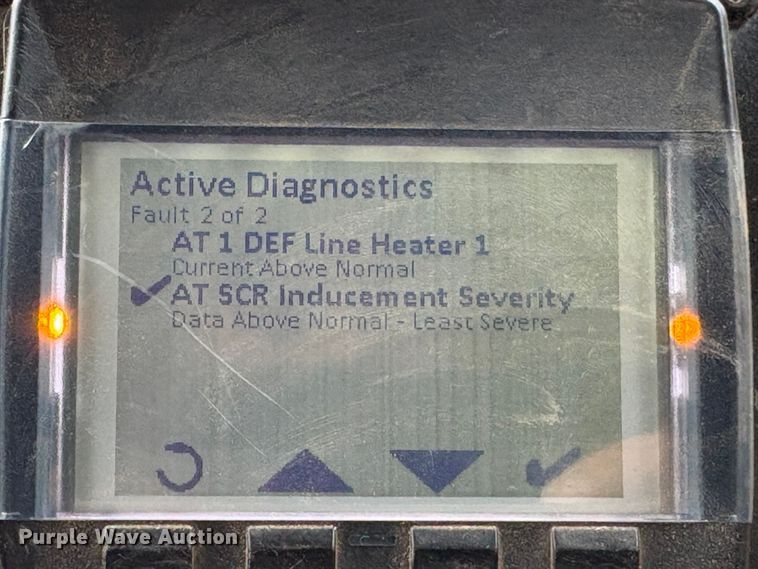 Active Diagnostics
Fault 2 of 2
AT 1 DEF Line Heater 1
Current Above Normal
AT SCR Inducement Severity
Data Above Normal - Least Severe
Purple Wave Auction